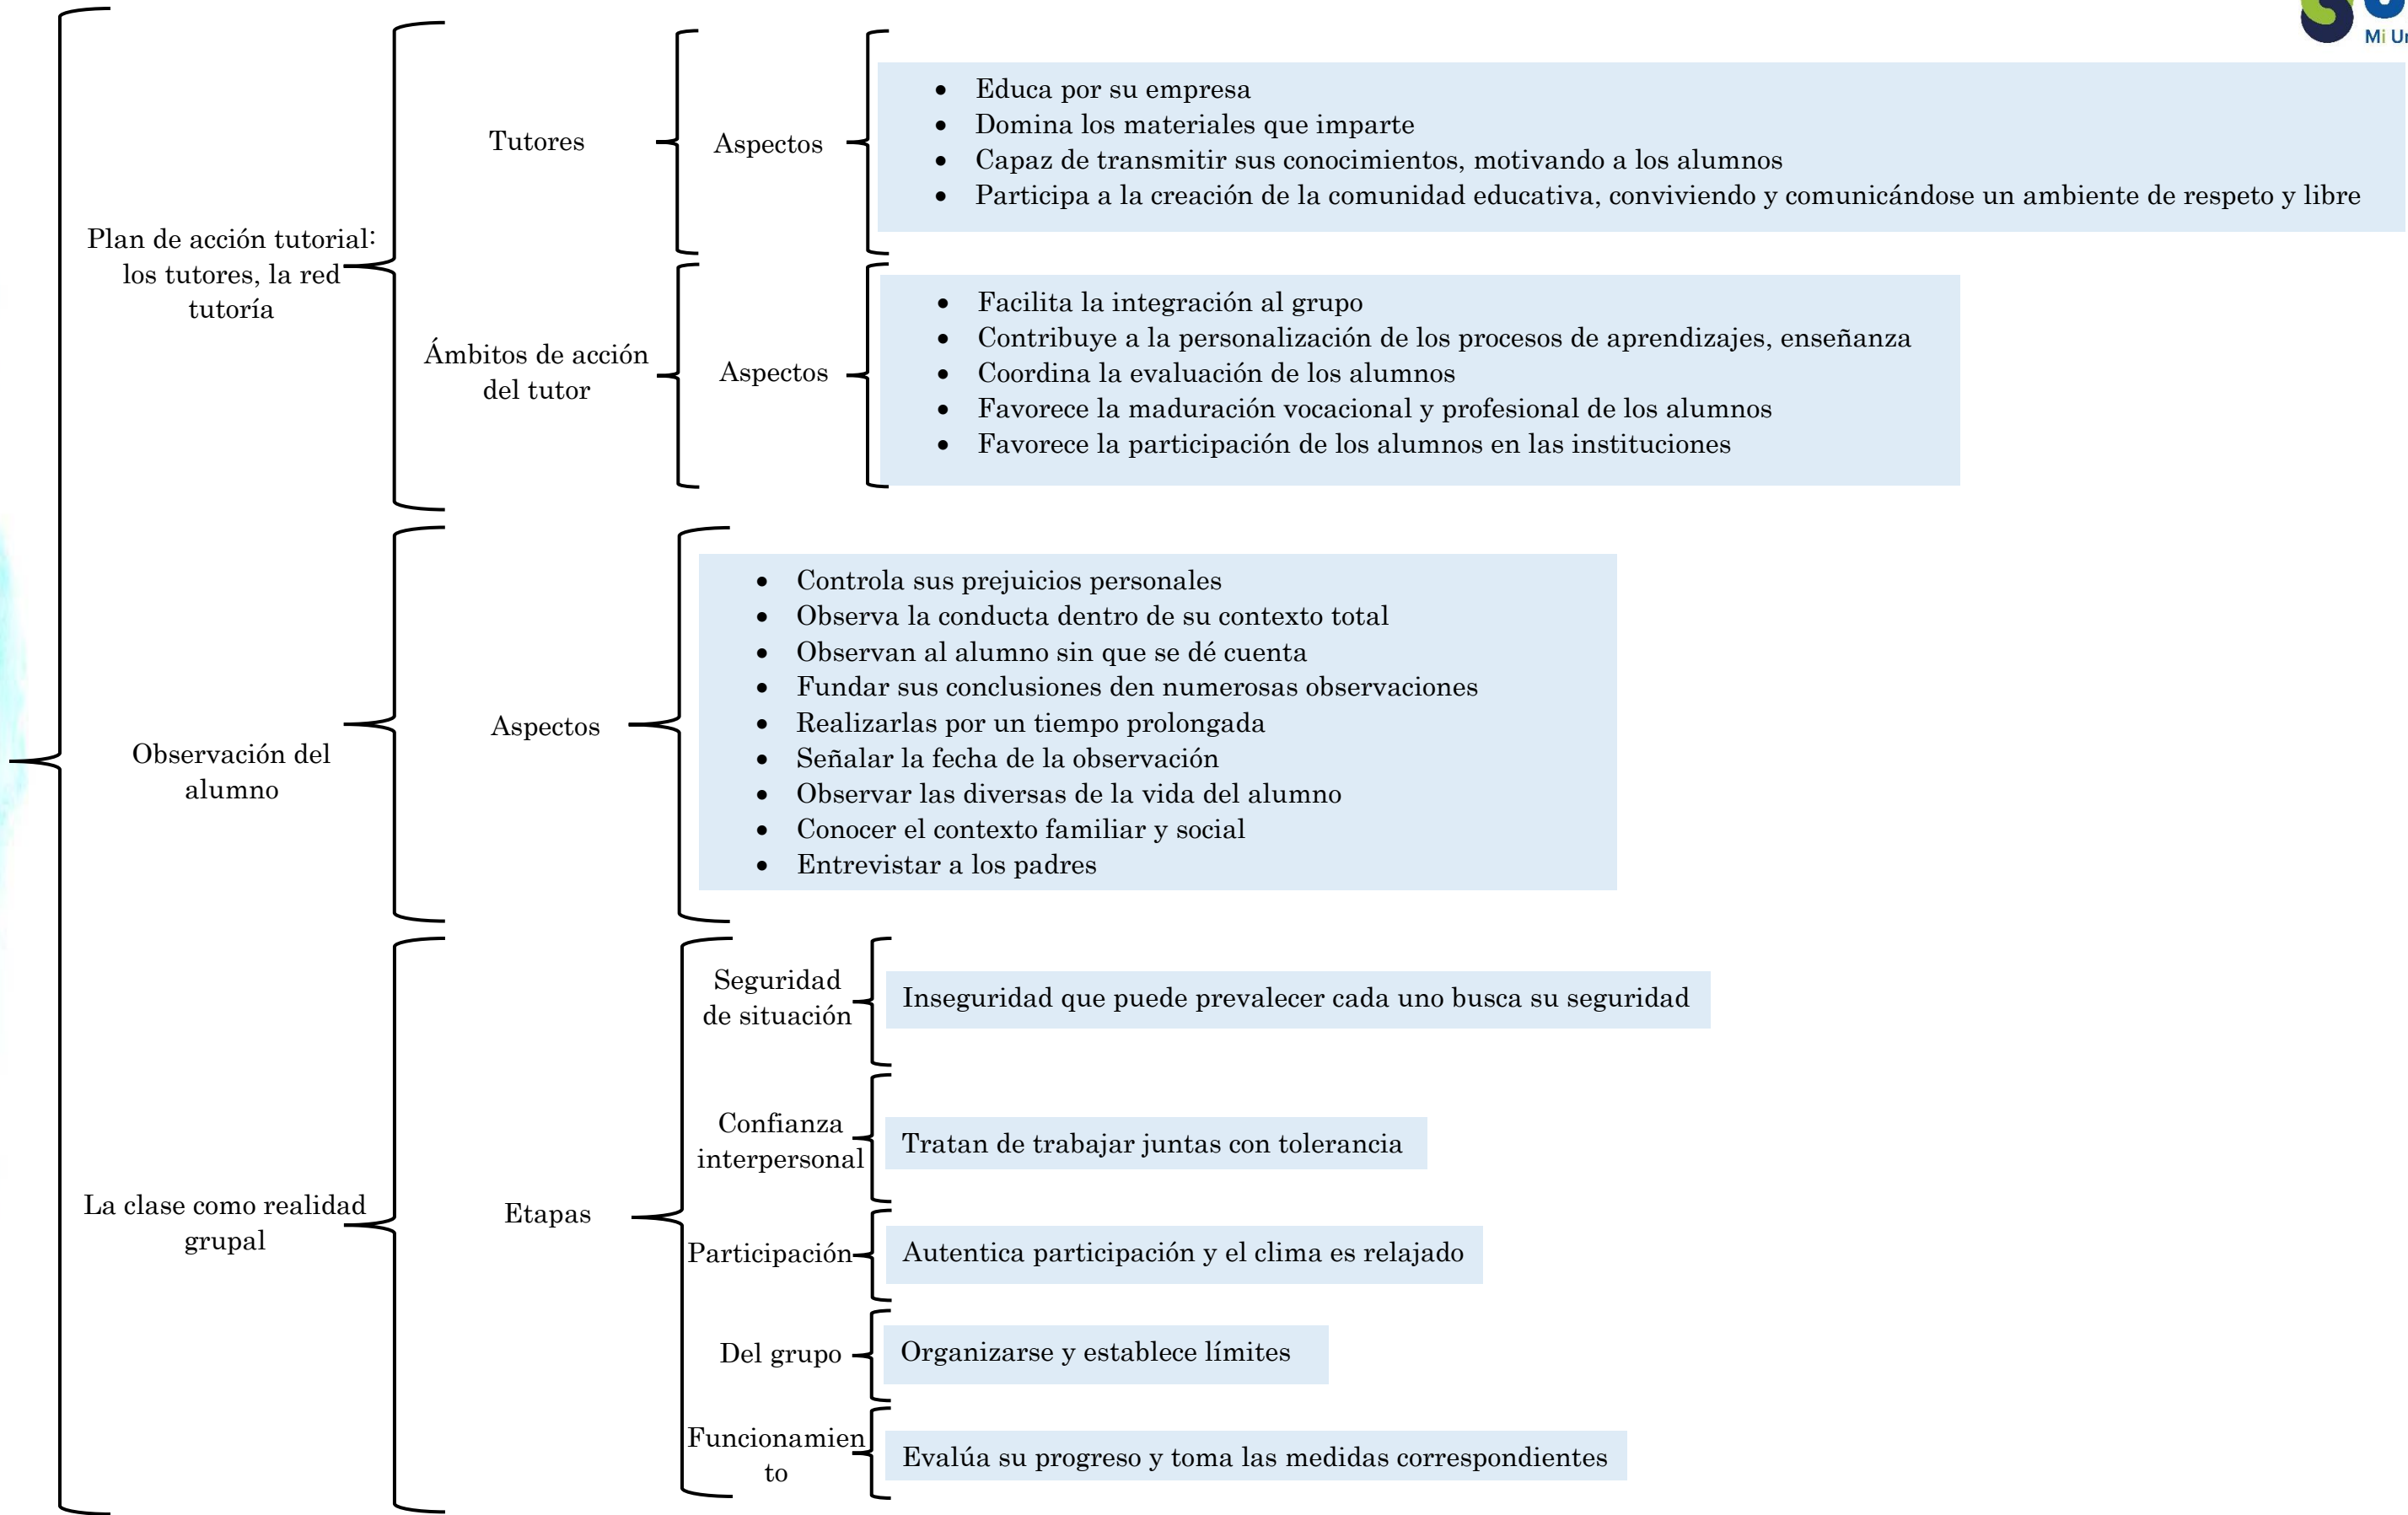 Mi Un
Plan de acción tutorial:
los tutores, la red
tutoría
Tutores
Aspectos
• Educa por su empresa
• Domina los materiales que imparte
• Capaz de transmitir sus conocimientos, motivando a los alumnos
• Participa a la creación de la comunidad educativa, conviviendo y comunicándose un ambiente de respeto y libre
Ámbitos de acción
del tutor
Aspectos
• Facilita la integración al grupo
• Contribuye a la personalización de los procesos de aprendizajes, enseñanza
• Coordina la evaluación de los alumnos
• Favorece la maduración vocacional y profesional de los alumnos
• Favorece la participación de los alumnos en las instituciones
Observación del
alumno
Aspectos
• Controla sus prejuicios personales
• Observa la conducta dentro de su contexto total
• Observan al alumno sin que se dé cuenta
• Fundar sus conclusiones den numerosas observaciones
• Realizarlas por un tiempo prolongada
• Señalar la fecha de la observación
• Observar las diversas de la vida del alumno
• Conocer el contexto familiar y social
• Entrevistar a los padres
La clase como realidad
grupal
Etapas
Seguridad
de situación
Inseguridad que puede prevalecer cada uno busca su seguridad
Confianza
interpersonal
Tratan de trabajar juntas con tolerancia
Participación
Autentica participación y el clima es relajado
Del grupo
Organizarse y establece límites
Funcionamien
to
Evalúa su progreso y toma las medidas correspondientes